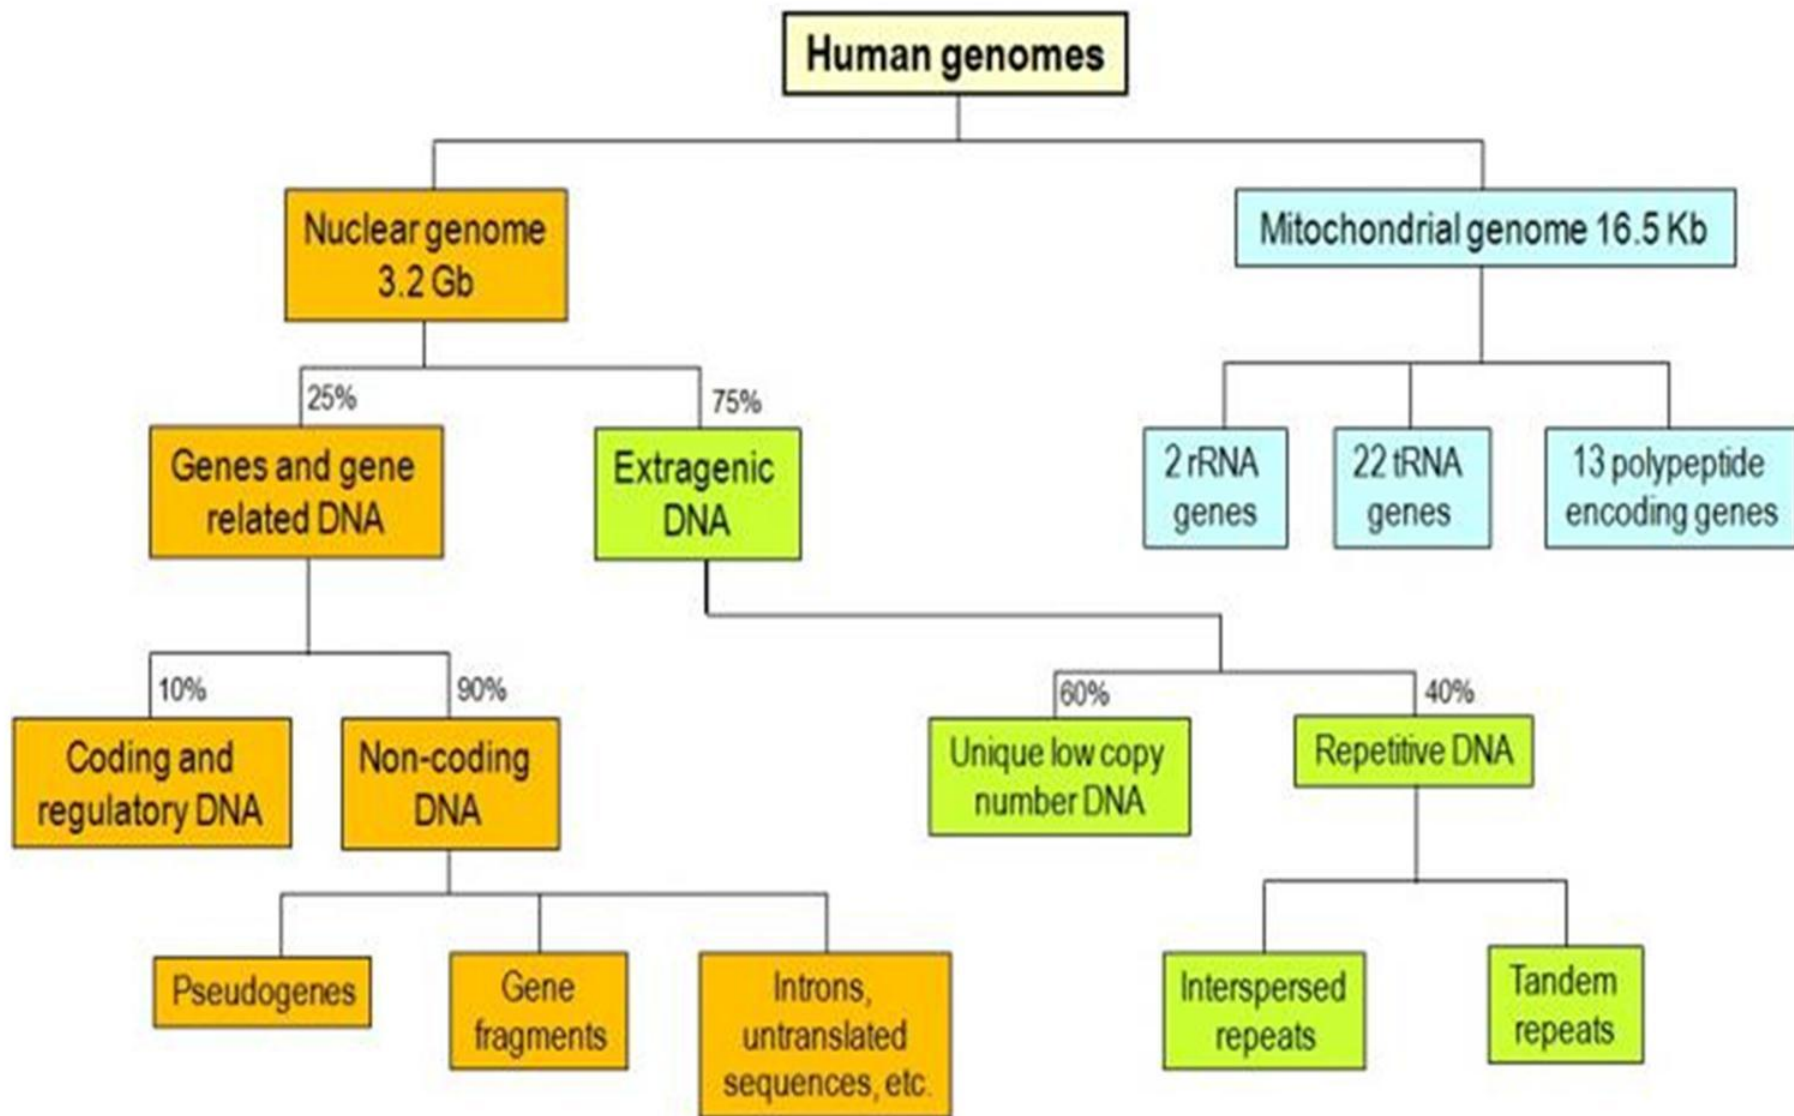 Human genomes
Nuclear genome
3.2 Gb
Mitochondrial genome 16.5 Kb
25%
75%
Genes and gene
related DNA
Extragenic
DNA
2 rRNA
genes
22 tRNA
genes
13 polypeptide
encoding genes
10%
90%
60%
40%
Coding and
regulatory DNA
Non-coding
DNA
Unique low copy
number DNA
Repetitive DNA
Pseudogenes
Gene
fragments
Introns,
untranslated
sequences, etc.
Interspersed
repeats
Tandem
repeats